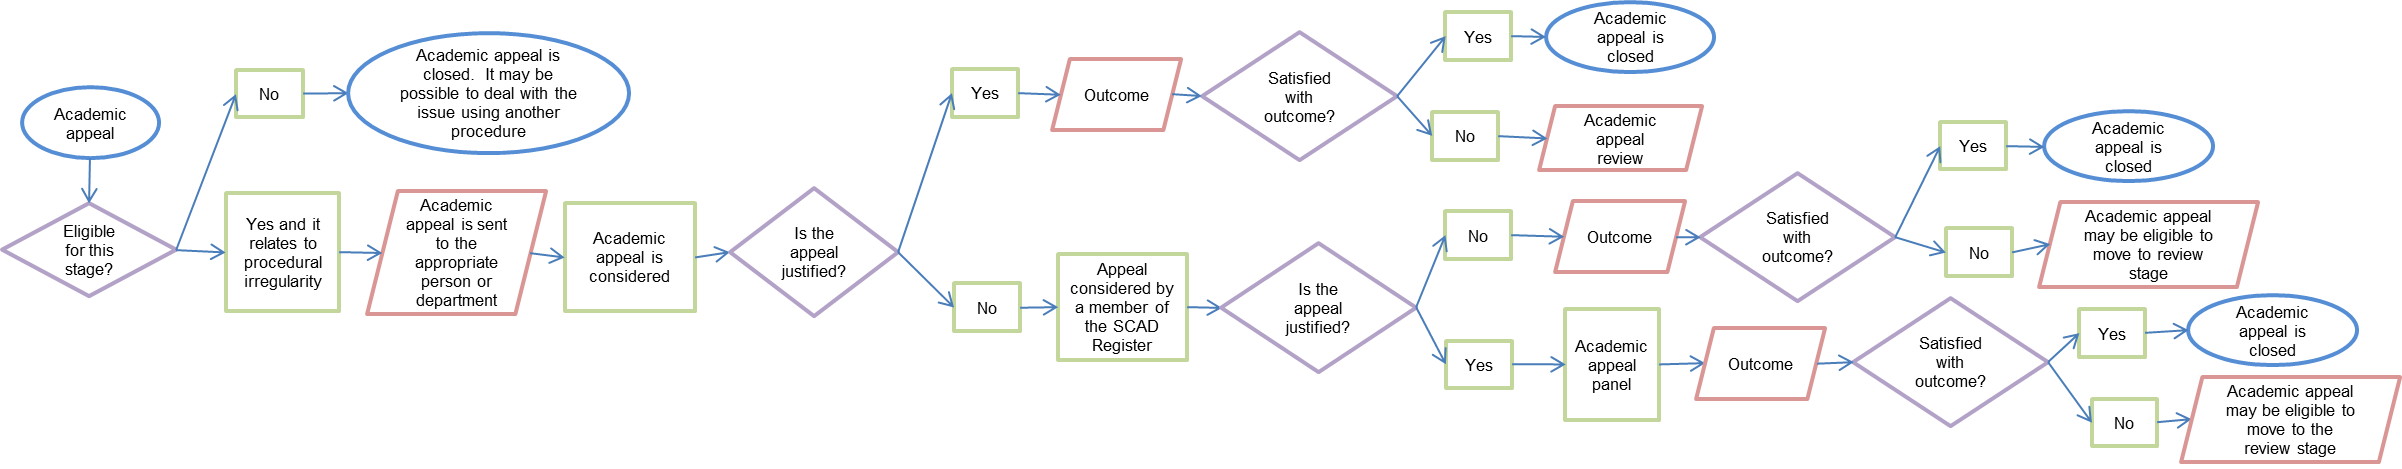 Academic
appeal
Eligible
for this
stage?
No
Academic appeal is
closed.  It may be
possible to deal with the
issue using another
procedure
Yes and it
relates to
procedural
irregularity
Academic
appeal is sent
to the
appropriate
person or
department
Academic
appeal is
considered
Is the
appeal
justified?
Yes
Outcome
Satisfied
with
outcome?
Yes
Academic
appeal is
closed
No
Academic
appeal
review
No
Appeal
considered by
a member of
the SCAD
Register
Is the
appeal
justified?
No
Outcome
Satisfied
with
outcome?
Yes
Academic
appeal is
closed
No
Academic appeal
may be eligible to
move to review
stage
Yes
Academic
appeal
panel
Outcome
Satisfied
with
outcome?
Yes
Academic
appeal is
closed
No
Academic appeal
may be eligible to
move to the
review stage